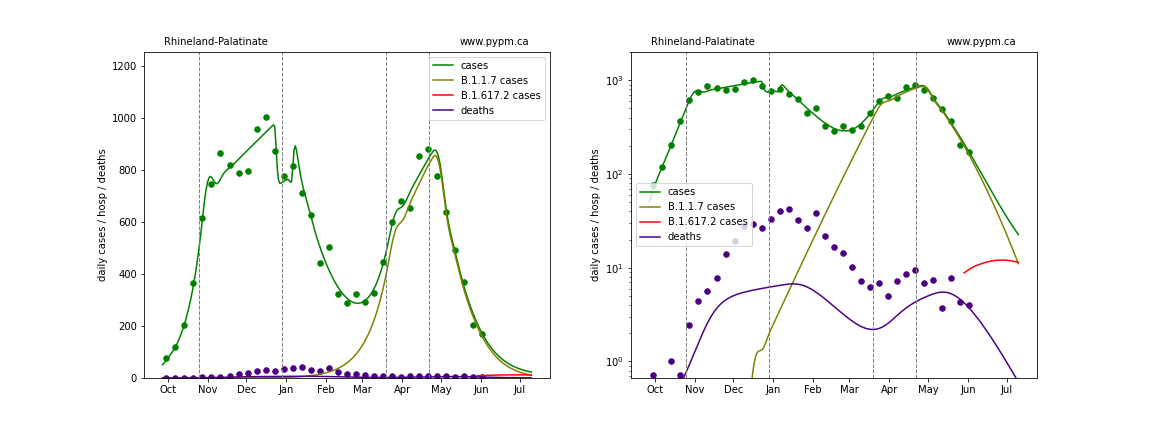 Rhineland-Palatinate
www.pypm.ca
daily cases / hosp / deaths
1200
1000
800
600
400
200
0
cases
B.1.1.7 cases
B.1.617.2 cases
deaths
Oct Nov Dec Jan Feb Mar Apr May Jun Jul
Rhineland-Palatinate
www.pypm.ca
daily cases / hosp / deaths
10³
10²
10¹
10⁰
cases
B.1.1.7 cases
B.1.617.2 cases
deaths
Oct Nov Dec Jan Feb Mar Apr May Jun Jul